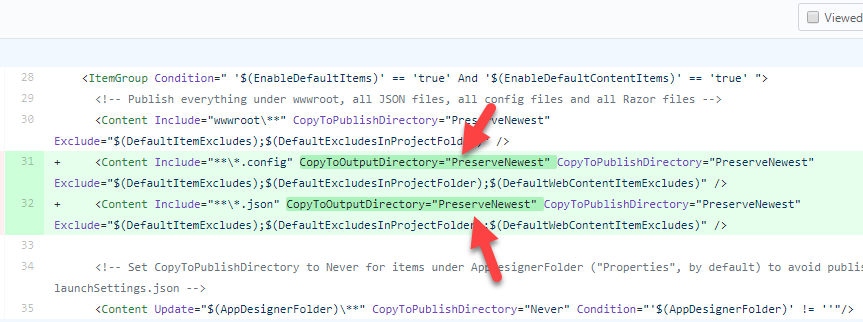 Viewed
28 <ItemGroup Condition=" '$(EnableDefaultItems)' == 'true' And '$(EnableDefaultContentItems)' == 'true' ">
29 <!-- Publish everything under wwwroot, all JSON files, all config files and all Razor files -->
30 <Content Include="wwwroot\**" CopyToPublishDirectory="PreserveNewest"
Exclude="$(DefaultItemExcludes);$(DefaultExcludesInProjectFolder)" />
31 + <Content Include="**\*.config" CopyToOutputDirectory="PreserveNewest" CopyToPublishDirectory="PreserveNewest"
Exclude="$(DefaultItemExcludes);$(DefaultExcludesInProjectFolder);$(DefaultWebContentItemExcludes)" />
32 + <Content Include="**\*.json" CopyToOutputDirectory="PreserveNewest" CopyToPublishDirectory="PreserveNewest"
Exclude="$(DefaultItemExcludes);$(DefaultExcludesInProjectFolder);$(DefaultWebContentItemExcludes)" />
33
34 <!-- Set CopyToPublishDirectory to Never for items under AppDesignerFolder ("Properties", by default) to avoid publis
launchSettings.json -->
35 <Content Update="$(AppDesignerFolder)\**" CopyToPublishDirectory="Never" Condition="'$(AppDesignerFolder)' != ''"/>